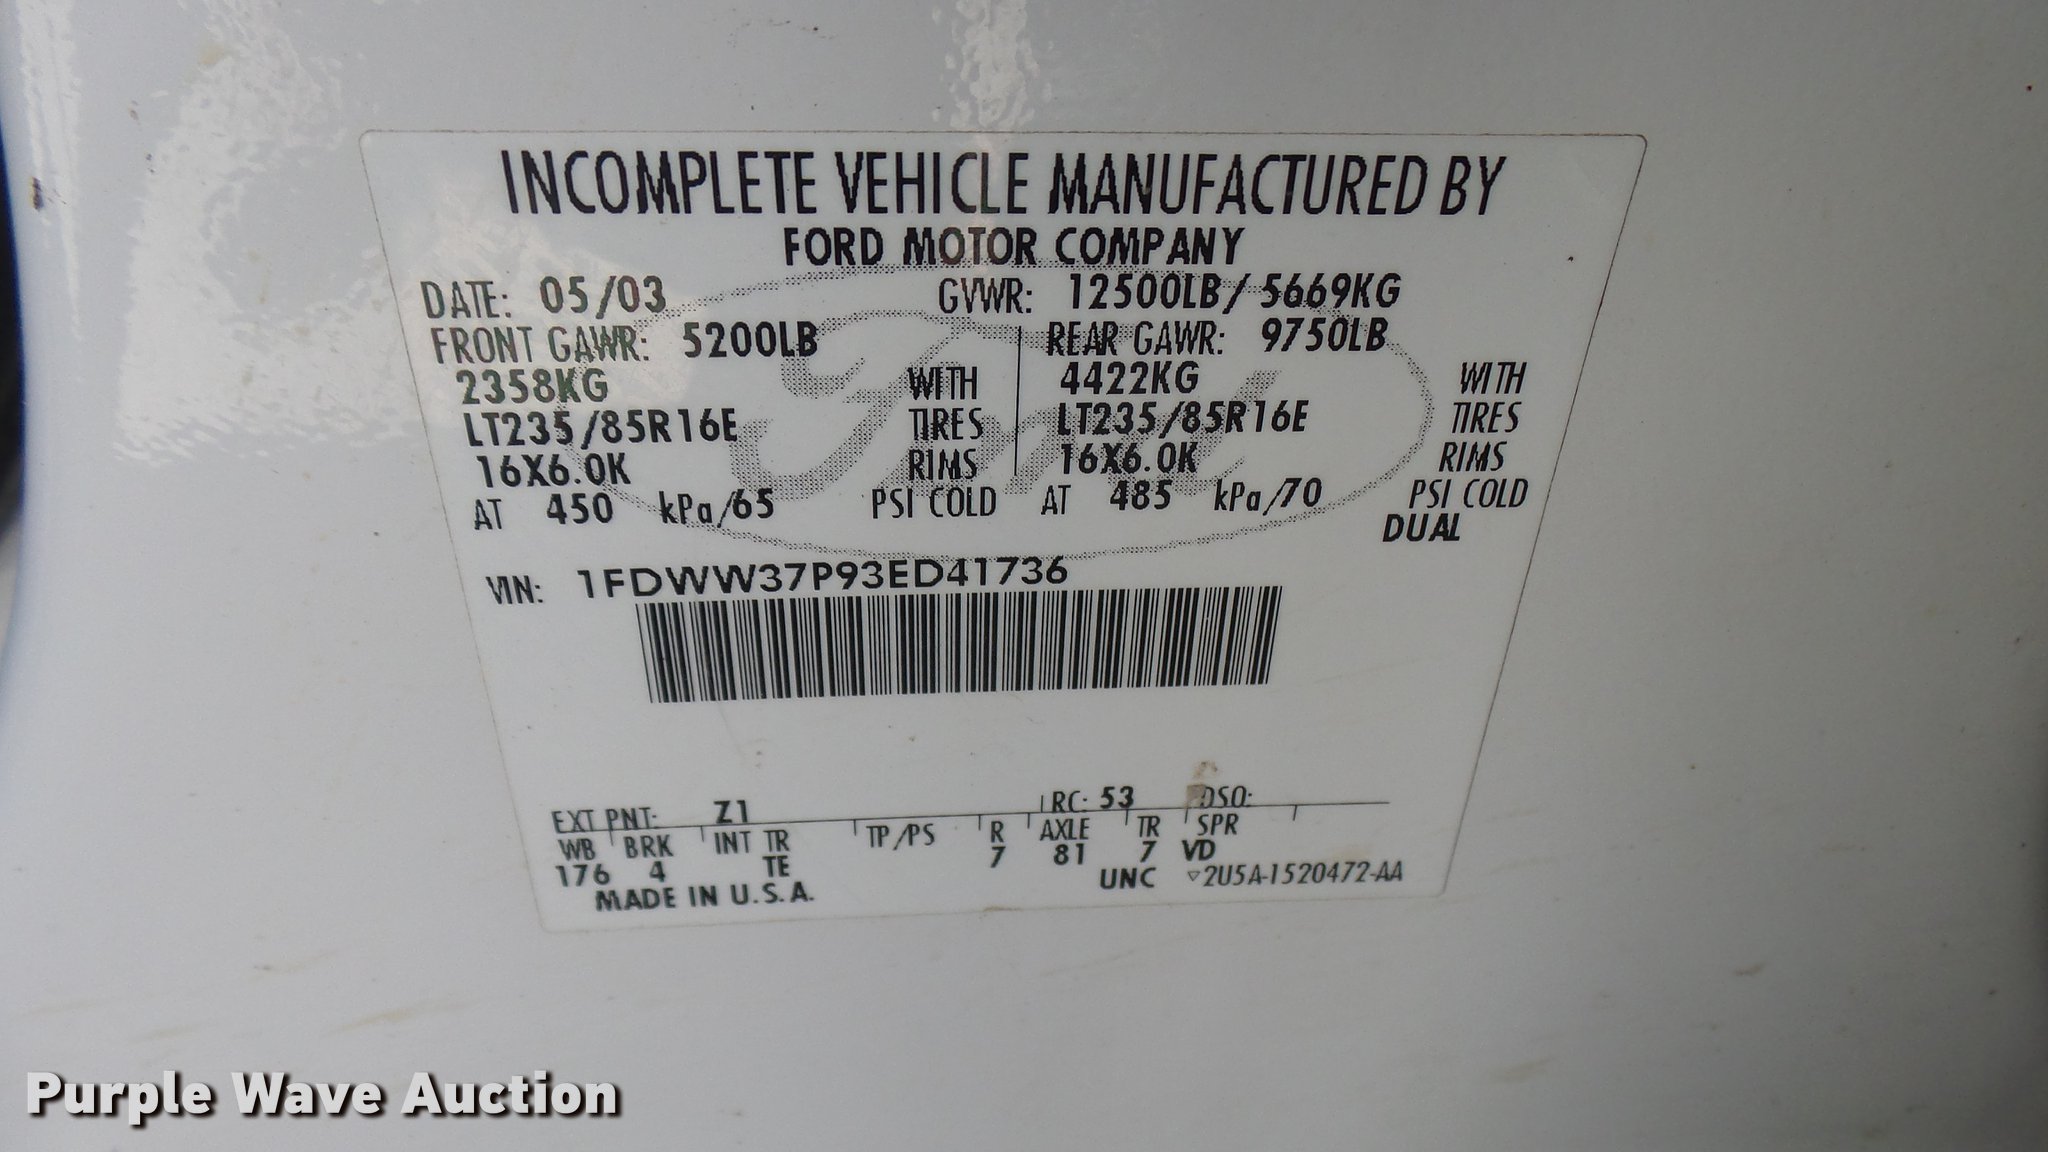 INCOMPLETE VEHICLE MANUFACTURED BY
FORD MOTOR COMPANY
DATE: 05/03 GVWR: 12500LB/ 5669KG
FRONT GAWR: 5200LB REAR GAWR: 9750LB
2358KG WITH 4422KG WITH
LT235/85R16E TIRES LT235/85R16E TIRES
16X6.0K RIMS 16X6.0K RIMS
AT 450 kPa/65 PSI COLD AT 485 kPa/70 PSI COLD
DUAL
Ford
VIN: 1FDWW37P93ED41736
EXT PNT: Z1 RC: 53 DSO:
WB BRK INT TR TP/PS R AXLE TR SPR
176 4 TE 7 81 7 VD
UNC ▽2U5A-1520472-AA
MADE IN U.S.A.
Purple Wave Auction